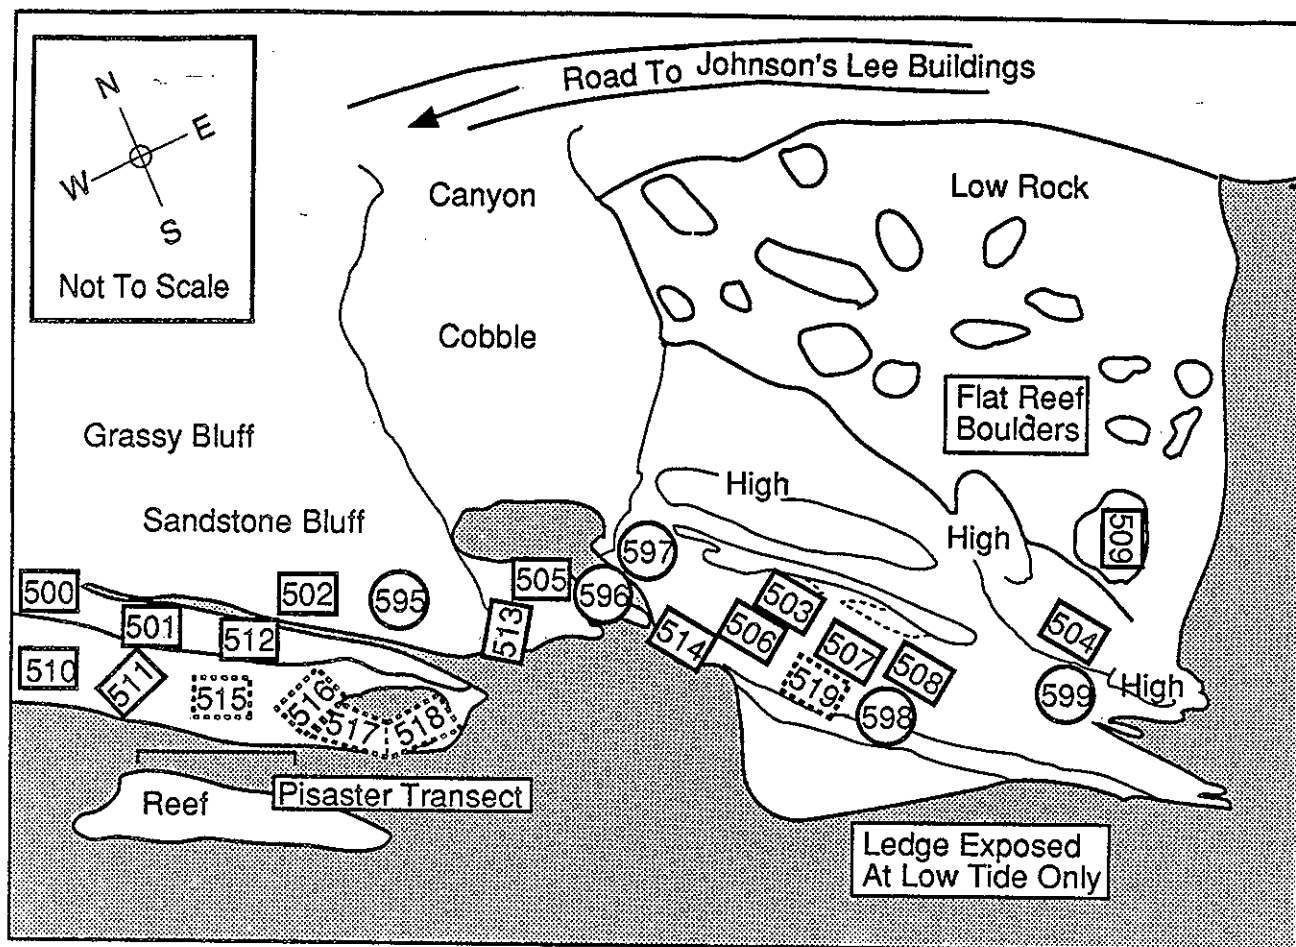 Road To Johnson's Lee Buildings
N
E
W
S
Not To Scale
Canyon
Low Rock
Cobble
Flat Reef
Boulders
Grassy Bluff
High
Sandstone Bluff
High
509
597
500
502
595
505
596
503
501
512
513
514
506
504
507
508
510
511
515
516
517
518
519
598
599
High
Reef
Pisaster Transect
Ledge Exposed
At Low Tide Only